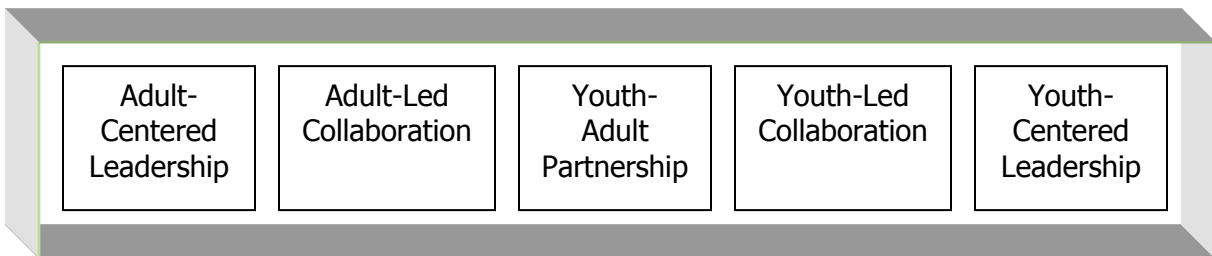 Adult-
Centered
Leadership
Adult-Led
Collaboration
Youth-
Adult
Partnership
Youth-Led
Collaboration
Youth-
Centered
Leadership